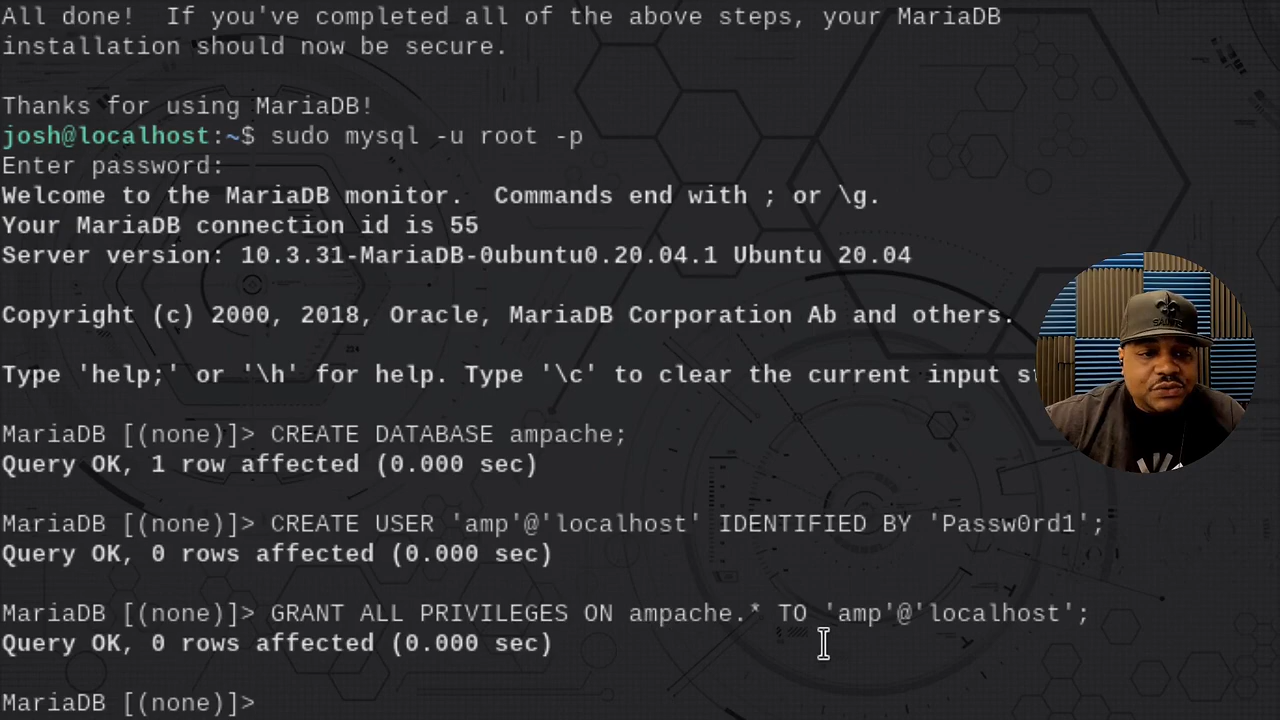 All done!  If you've completed all of the above steps, your MariaDB
installation should now be secure.
Thanks for using MariaDB!
josh@localhost:~$ sudo mysql -u root -p
Enter password:
Welcome to the MariaDB monitor.  Commands end with ; or \g.
Your MariaDB connection id is 55
Server version: 10.3.31-MariaDB-0ubuntu0.20.04.1 Ubuntu 20.04
Copyright (c) 2000, 2018, Oracle, MariaDB Corporation Ab and others.
Type 'help;' or '\h' for help. Type '\c' to clear the current input
MariaDB [(none)]> CREATE DATABASE ampache;
Query OK, 1 row affected (0.000 sec)
MariaDB [(none)]> CREATE USER 'amp'@'localhost' IDENTIFIED BY 'Passw0rd1';
Query OK, 0 rows affected (0.000 sec)
MariaDB [(none)]> GRANT ALL PRIVILEGES ON ampache.* TO 'amp'@'localhost';
Query OK, 0 rows affected (0.000 sec)
MariaDB [(none)]>